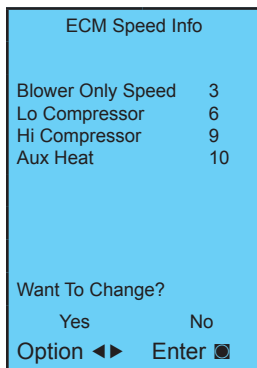 ECM Speed Info
Blower Only Speed 3
Lo Compressor 6
Hi Compressor 9
Aux Heat 10
Want To Change?
Yes No
Option ◄► Enter ◙